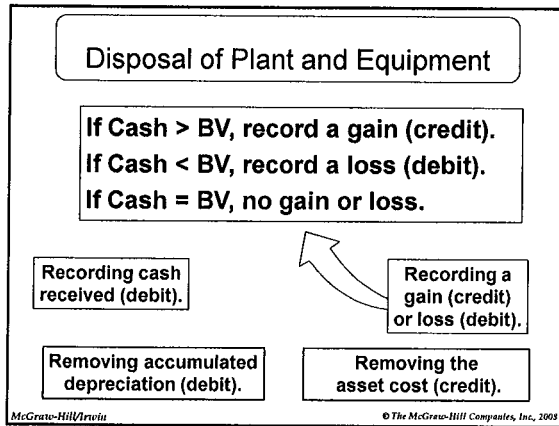 Disposal of Plant and Equipment
If Cash > BV, record a gain (credit).
If Cash < BV, record a loss (debit).
If Cash = BV, no gain or loss.
Recording cash
received (debit).
Recording a
gain (credit)
or loss (debit).
Removing accumulated
depreciation (debit).
Removing the
asset cost (credit).
McGraw-Hill/Irwin
© The McGraw-Hill Companies, Inc., 2008